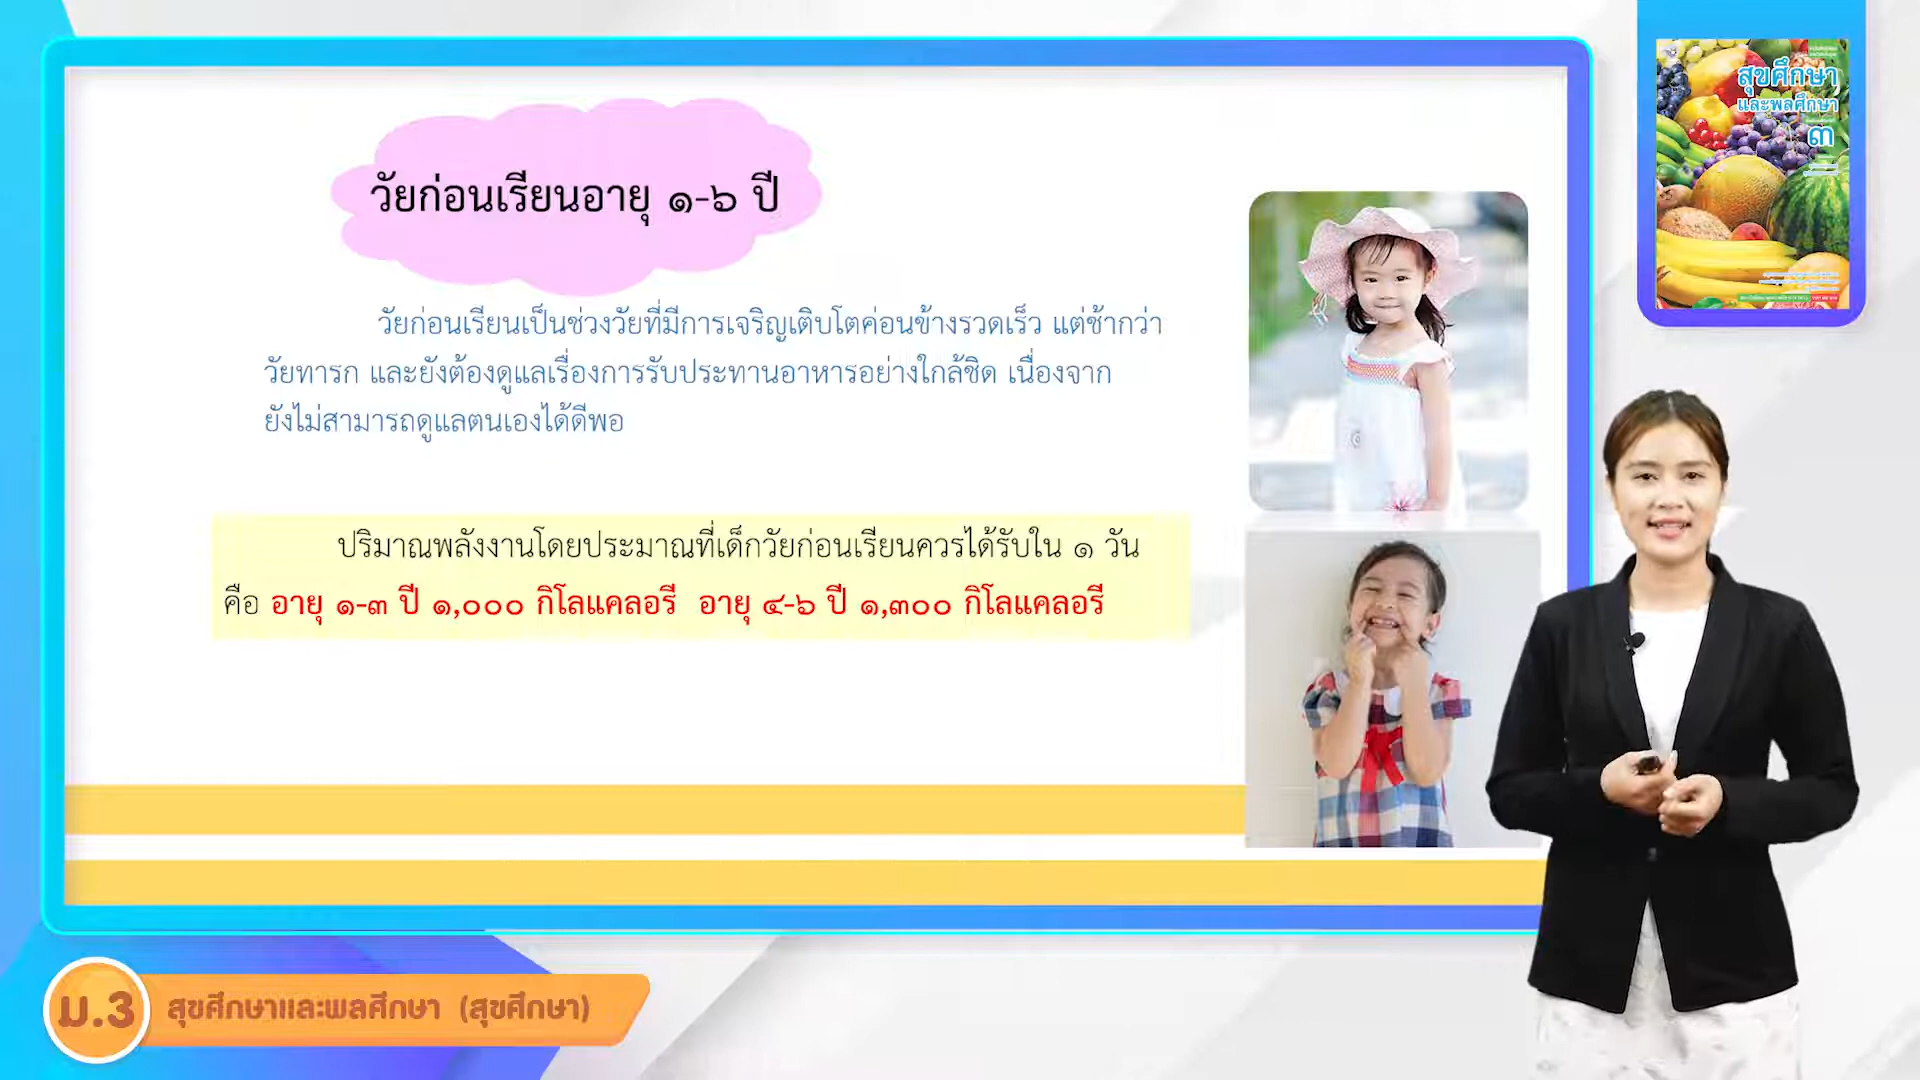 วัยก่อนเรียนอายุ ๑-๖ ปี
วัยก่อนเรียนเป็นช่วงวัยที่มีการเจริญเติบโตค่อนข้างรวดเร็ว แต่ช้ากว่า
วัยทารก และยังต้องดูแลเรื่องการรับประทานอาหารอย่างใกล้ชิด เนื่องจาก
ยังไม่สามารถดูแลตนเองได้ดีพอ
ปริมาณพลังงานโดยประมาณที่เด็กวัยก่อนเรียนควรได้รับใน ๑ วัน
คือ อายุ ๑-๓ ปี ๑,๐๐๐ กิโลแคลอรี  อายุ ๔-๖ ปี ๑,๓๐๐ กิโลแคลอรี
สุขศึกษา
และพลศึกษา
๓
ม.3 สุขศึกษาและพลศึกษา (สุขศึกษา)